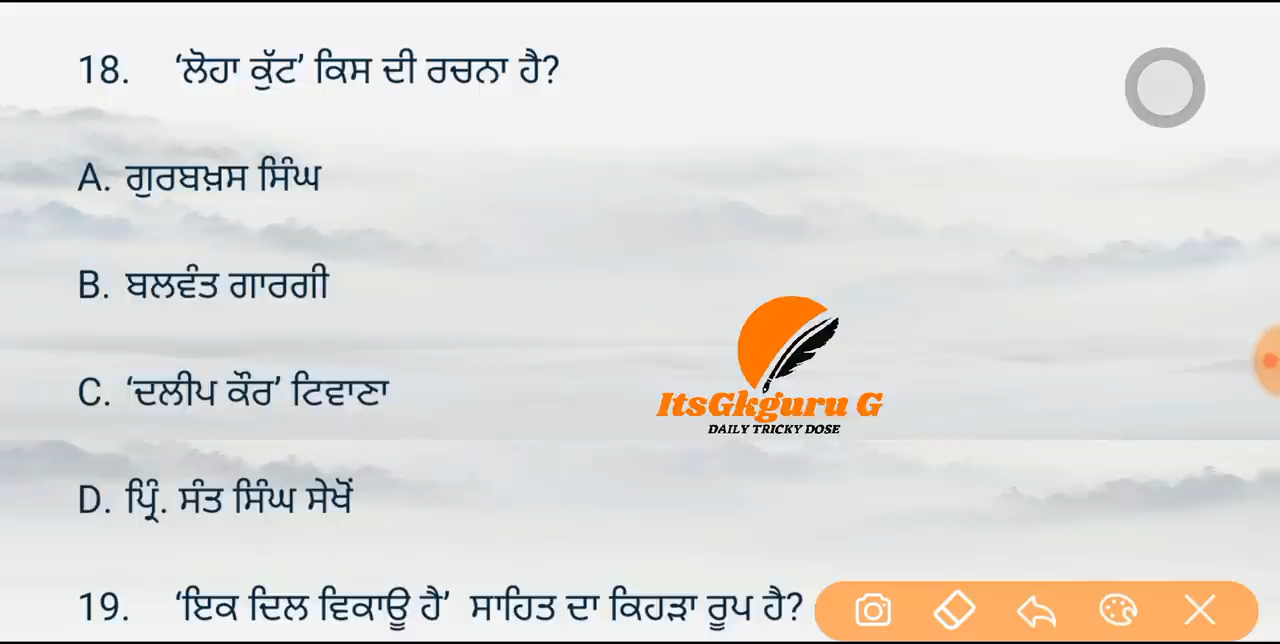 18. ‘ਲੋਹਾ ਕੁੱਟ’ ਕਿਸ ਦੀ ਰਚਨਾ ਹੈ?
A. ਗੁਰਬਖ਼ਸ ਸਿੰਘ
B. ਬਲਵੰਤ ਗਾਰਗੀ
C. ‘ਦਲੀਪ ਕੌਰ’ ਟਿਵਾਣਾ
ItsGkguru G
DAILY TRICKY DOSE
D. ਪ੍ਰਿੰ. ਸੰਤ ਸਿੰਘ ਸੇਖੋਂ
19. ‘ਇਕ ਦਿਲ ਵਿਕਾਊ ਹੈ’ ਸਾਹਿਤ ਦਾ ਕਿਹੜਾ ਰੂਪ ਹੈ?